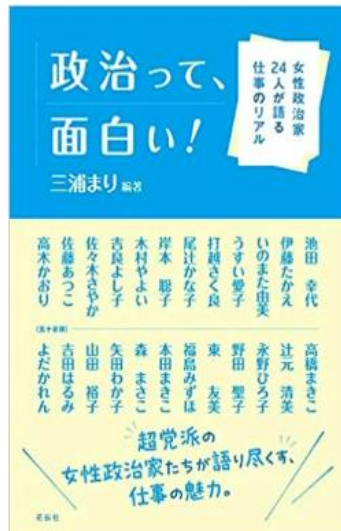 政治って、
面白い!
女性政治家
24人が語る
仕事のリアル
三浦まり 編著
池田 幸代
伊藤たかえ
いのまた由美
うすい愛子
打越さく良
尾辻かな子
岸本 聡子
木村やよい
吉良よし子
佐々木さやか
佐藤あつこ
高木かおり
(五十音順)
高橋まきこ
辻元 清美
永野ひろ子
野田 聖子
東 友美
福島みずほ
本田まきこ
森 まさこ
矢田わか子
山田 裕子
吉田はるみ
よだかれん
超党派の
女性政治家たちが語り尽くす、
仕事の魅力。
花伝社